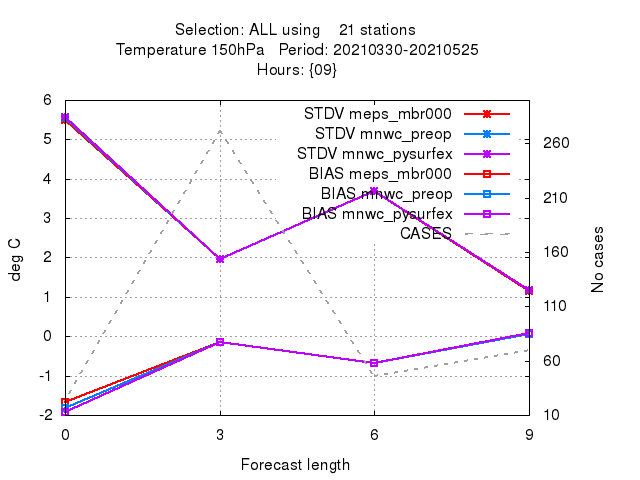 Selection: ALL using    21 stations
Temperature 150hPa   Period: 20210330-20210525
Hours: {09}
STDV meps_mbr000
STDV mnwc_preop
STDV mnwc_pysurfex
BIAS meps_mbr000
BIAS mnwc_preop
BIAS mnwc_pysurfex
CASES
6
5
4
3
2
1
0
-1
-2
deg C
260
210
160
110
60
10
No cases
0 3 6 9
Forecast length